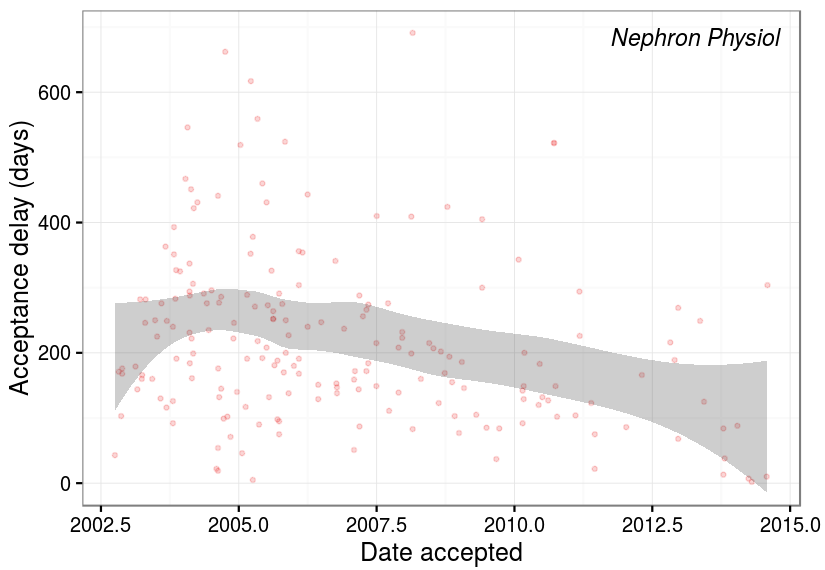 Nephron Physiol
Acceptance delay (days)
600
400
200
0
2002.5 2005.0 2007.5 2010.0 2012.5 2015.0
Date accepted